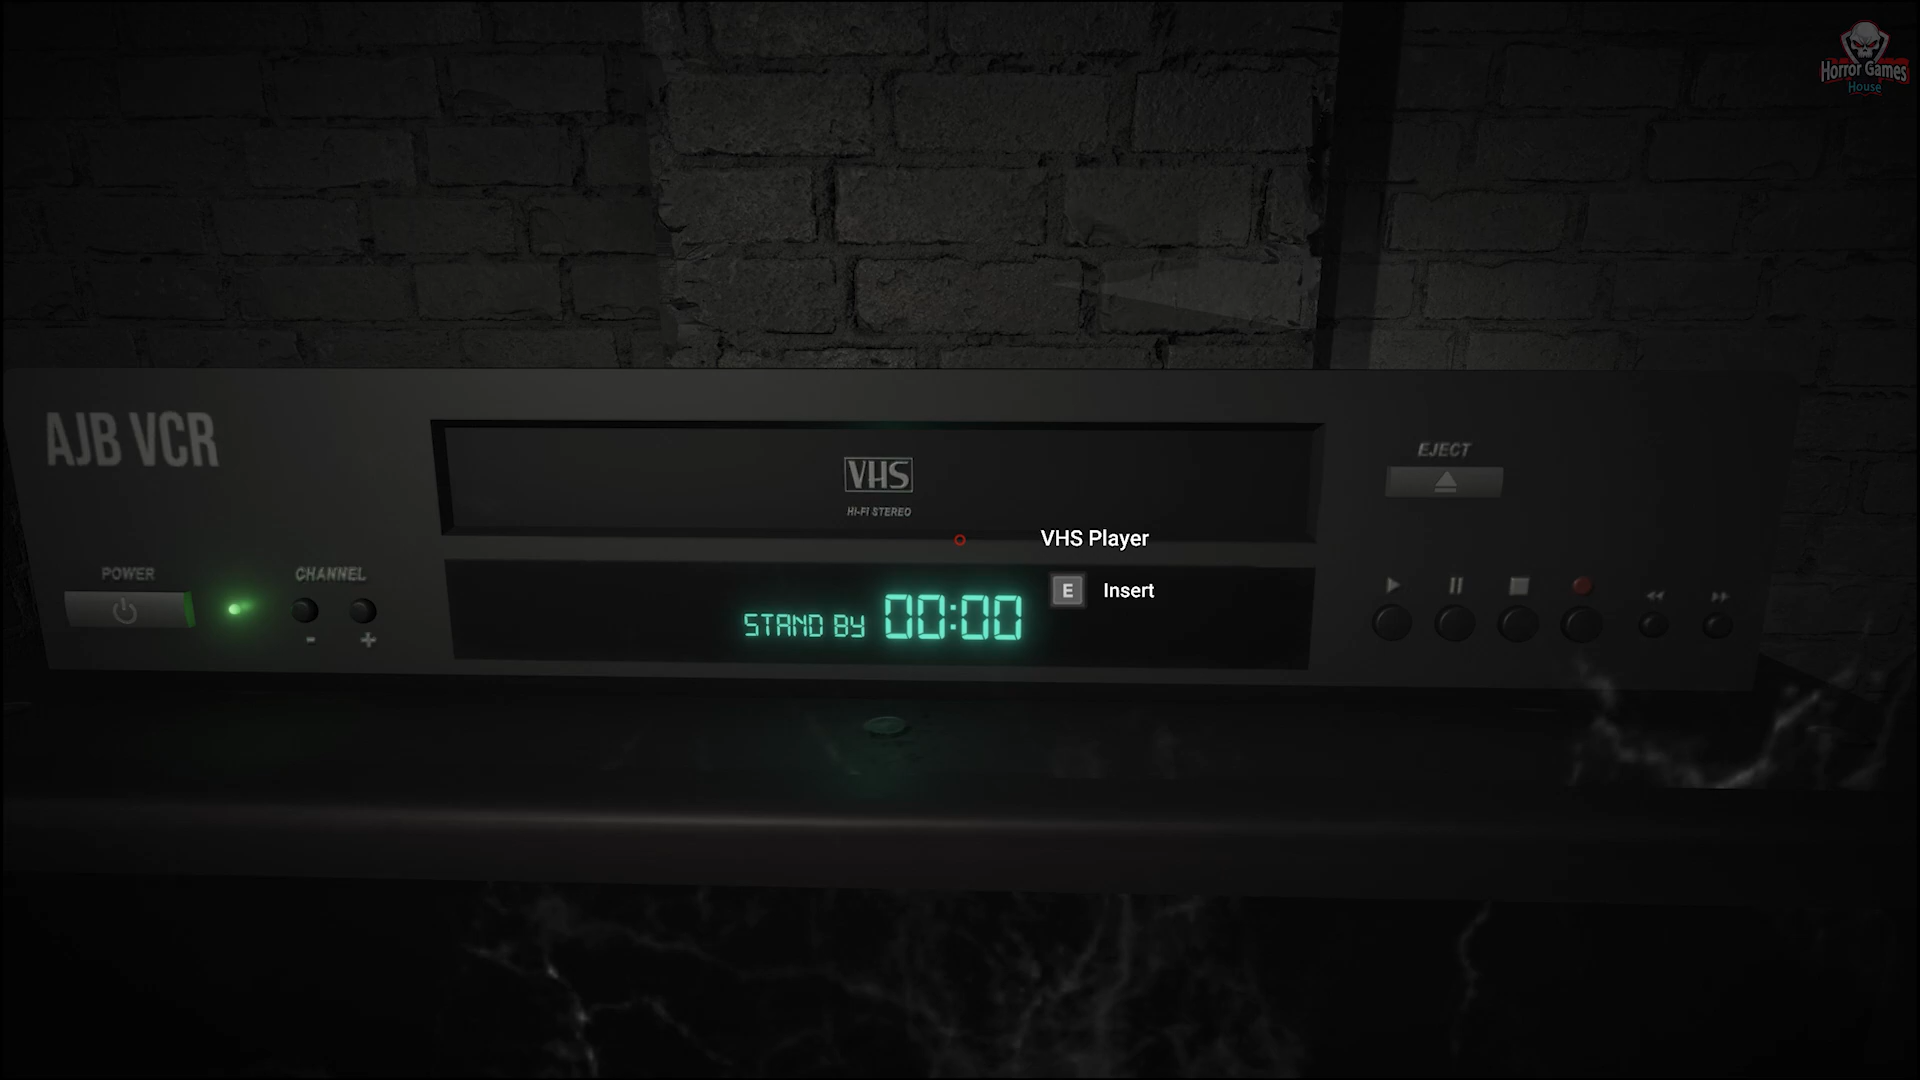 Horror Games
House
AJB VCR
VHS
HI-FI STEREO
EJECT
VHS Player
POWER
CHANNEL
- +
E Insert
STAND BY 00:00